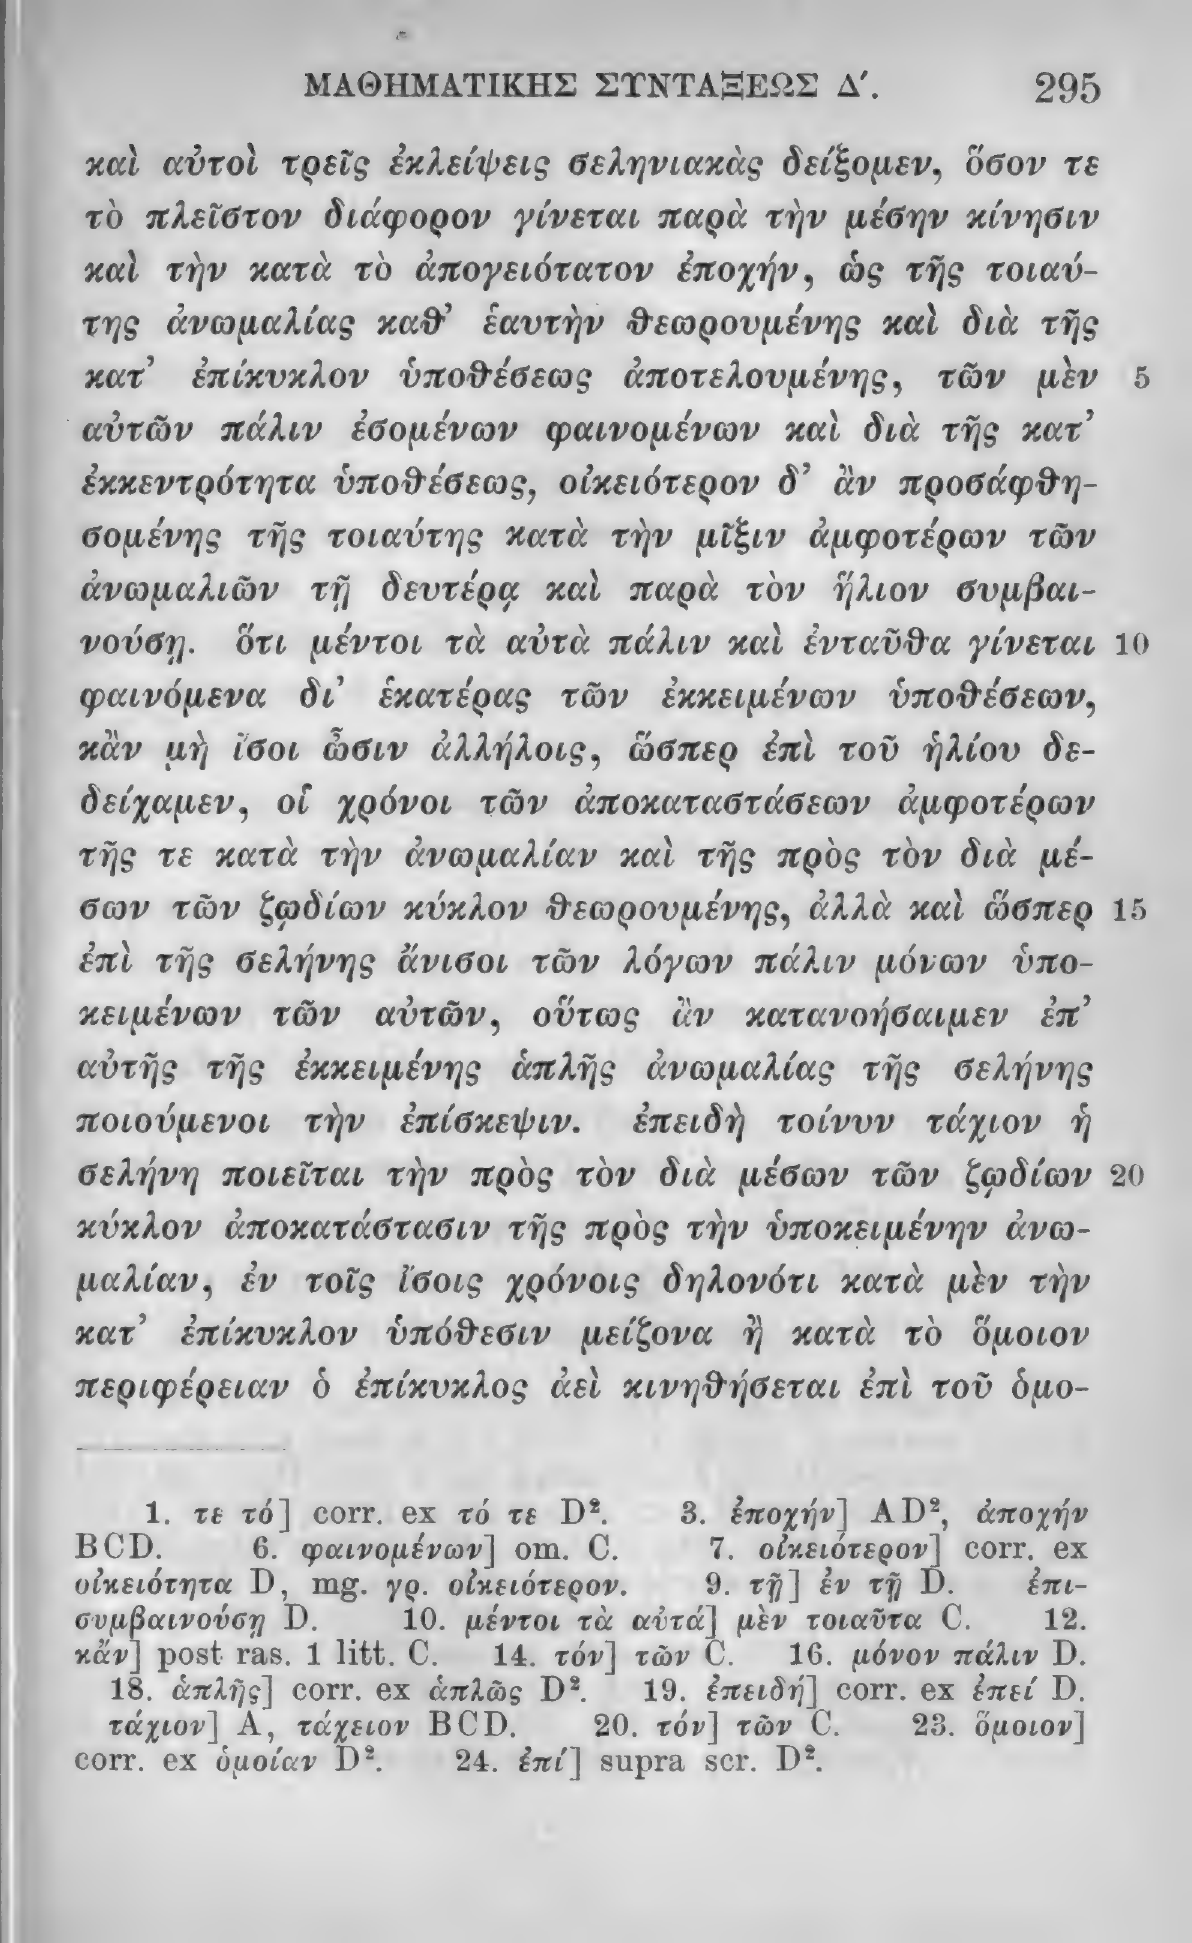 ΜΑΘΗΜΑΤΙΚΗΣ ΣΥΝΤΑΞΕΩΣ Δʹ. 295
καὶ αὐτοὶ τρεῖς ἐκλείψεις σεληνιακὰς δείξομεν, ὅσον τε
τὸ πλεῖστον διάφορον γίνεται παρὰ τὴν μέσην κίνησιν
καὶ τὴν κατὰ τὸ ἀπογειότατον ἐποχήν, ὡς τῆς τοιαύ-
της ἀνωμαλίας καθ’ ἑαυτὴν θεωρουμένης καὶ διὰ τῆς
κατ’ ἐπίκυκλον ὑποθέσεως ἀποτελουμένης, τῶν μὲν 5
αὐτῶν πάλιν ἐσομένων φαινομένων καὶ διὰ τῆς κατ’
ἐκκεντρότητα ὑποθέσεως, οἰκειότερον δ’ ἂν προσάφθη-
σομένης τῆς τοιαύτης κατὰ τὴν μῖξιν ἀμφοτέρων τῶν
ἀνωμαλιῶν τῇ δευτέρᾳ καὶ παρὰ τὸν ἥλιον συμβαι-
νούσῃ. ὅτι μέντοι τὰ αὐτὰ πάλιν καὶ ἐνταῦθα γίνεται 10
φαινόμενα δι’ ἑκατέρας τῶν ἐκκειμένων ὑποθέσεων,
κἂν μὴ ἴσοι ὦσιν ἀλλήλοις, ὥσπερ ἐπὶ τοῦ ἡλίου δε-
δείχαμεν, οἱ χρόνοι τῶν ἀποκαταστάσεων ἀμφοτέρων
τῆς τε κατὰ τὴν ἀνωμαλίαν καὶ τῆς πρὸς τὸν διὰ μέ-
σων τῶν ζῳδίων κύκλον θεωρουμένης, ἀλλὰ καὶ ὥσπερ 15
ἐπὶ τῆς σελήνης ἄνισοι τῶν λόγων πάλιν μόνων ὑπο-
κειμένων τῶν αὐτῶν, οὕτως ἂν κατανοήσαιμεν ἐπ’
αὐτῆς τῆς ἐκκειμένης ἁπλῆς ἀνωμαλίας τῆς σελήνης
ποιούμενοι τὴν ἐπίσκεψιν. ἐπειδὴ τοίνυν τάχιον ἡ
σελήνη ποιεῖται τὴν πρὸς τὸν διὰ μέσων τῶν ζῳδίων 20
κύκλον ἀποκατάστασιν τῆς πρὸς τὴν ὑποκειμένην ἀνω-
μαλίαν, ἐν τοῖς ἴσοις χρόνοις δηλονότι κατὰ μὲν τὴν
κατ’ ἐπίκυκλον ὑπόθεσιν μείζονα ἢ κατὰ τὸ ὅμοιον
περιφέρειαν ὁ ἐπίκυκλος ἀεὶ κινηθήσεται ἐπὶ τοῦ ὁμο-
1. τε τό] corr. ex τό τε D². 3. ἐποχήν] AD², ἀποχήν
BCD. 6. φαινομένων] om. C. 7. οἰκειότερον] corr. ex
οἰκειότητα D, mg. γρ. οἰκειότερον. 9. τῇ] ἐν τῇ D. ἐπι-
συμβαινούσῃ D. 10. μέντοι τὰ αὐτά] μὲν τοιαῦτα C. 12.
κἄν] post ras. 1 litt. C. 14. τόν] τῶν C. 16. μόνον πάλιν D.
18. ἁπλῆς] corr. ex ἁπλῶς D². 19. ἐπειδή] corr. ex ἐπεί D.
τάχιον] A, τάχειον BCD. 20. τόν] τῶν C. 23. ὅμοιον]
corr. ex ὁμοίαν D². 24. ἐπί] supra scr. D².